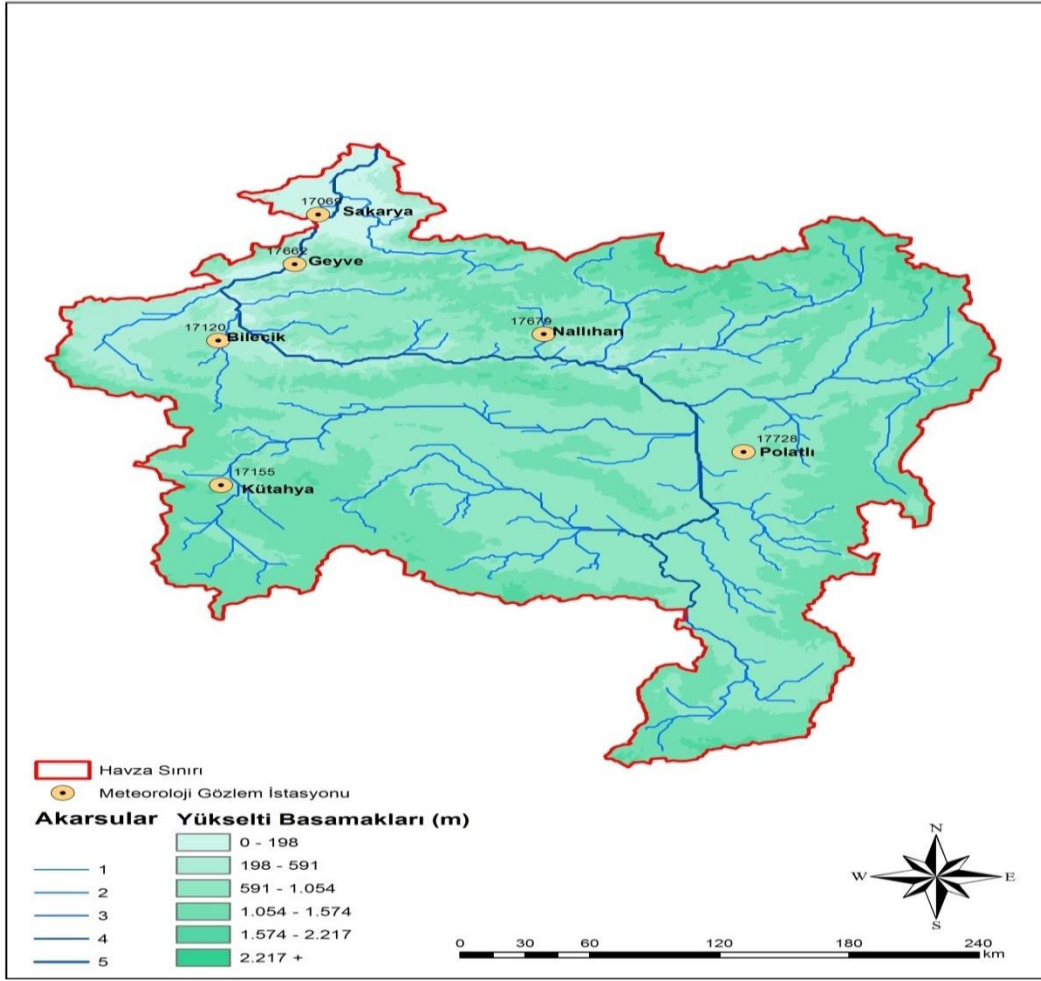 17069
Sakarya
17662
Geyve
17120
Bilecik
17679
Nallıhan
17728
Polatlı
17155
Kütahya
Havza Sınırı
Meteoroloji Gözlem İstasyonu
Akarsular
1
2
3
4
5
Yükselti Basamakları (m)
0 - 198
198 - 591
591 - 1.054
1.054 - 1.574
1.574 - 2.217
2.217 +
N
W
E
S
0 30 60 120 180 240
km